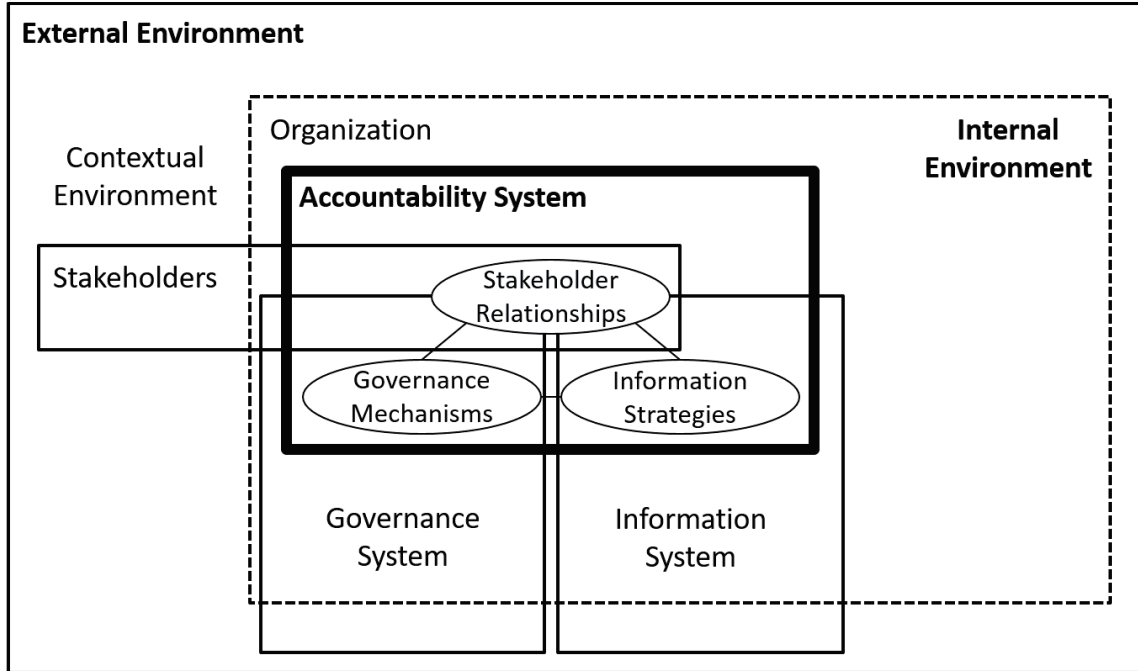 External Environment
Organization
Internal
Environment
Contextual
Environment
Accountability System
Stakeholders
Stakeholder
Relationships
Governance
Mechanisms
Information
Strategies
Governance
System
Information
System